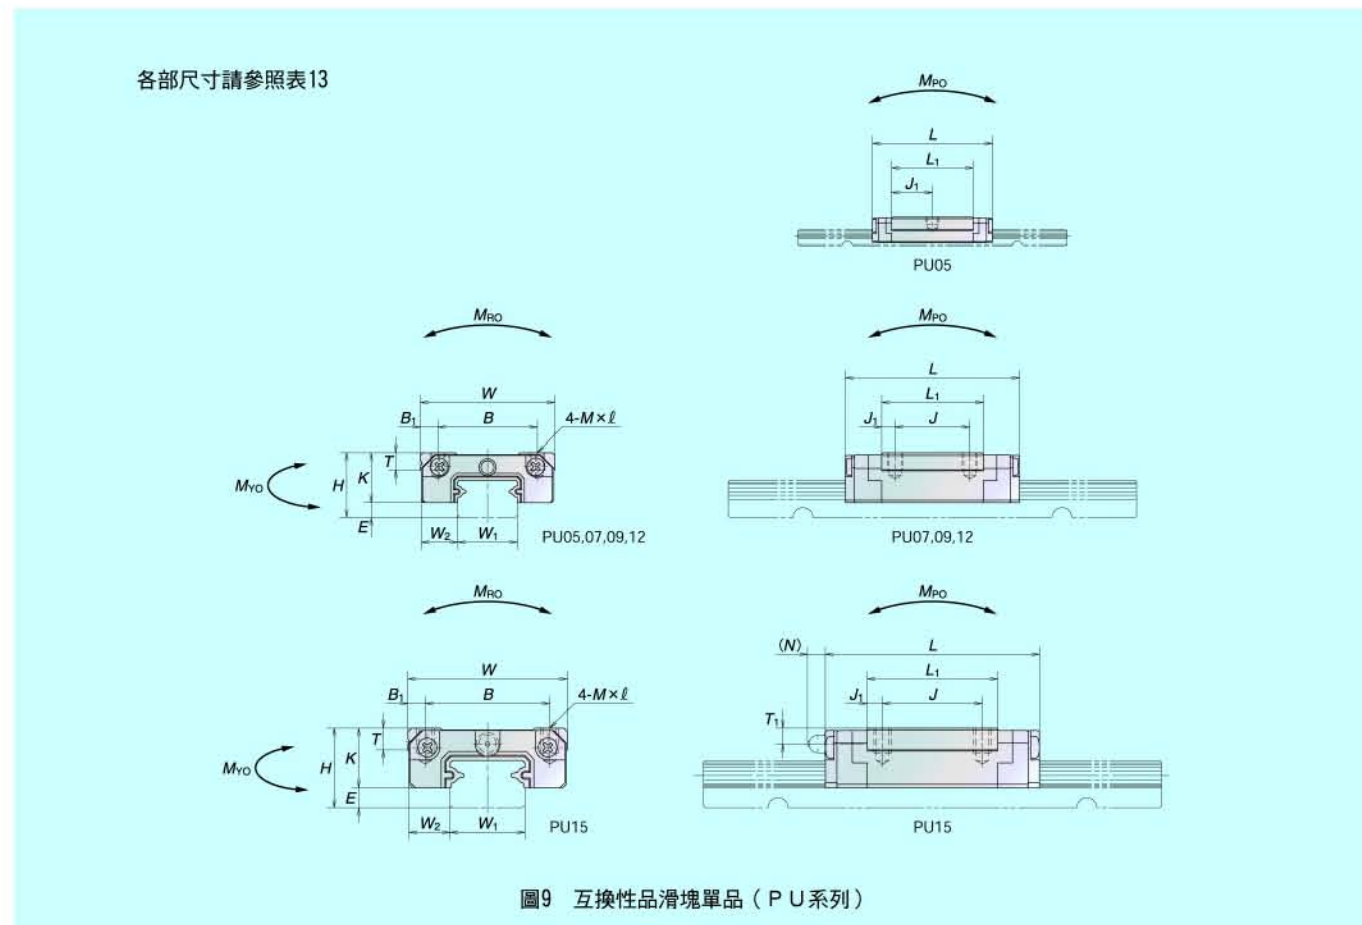 各部尺寸請參照表13
MPO
L
L1
J1
PU05
MRO
W
B1 B 4-M×ℓ
T
K
H
MYO
E
W2 W1
PU05,07,09,12
MPO
L
L1
J1 J
PU07,09,12
MRO
W
B1 B 4-M×ℓ
T
K
H
MYO
E
W2 W1
PU15
MPO
(N) L
L1
J1 J
T1
PU15
圖9 互換性品滑塊單品（ＰＵ系列）